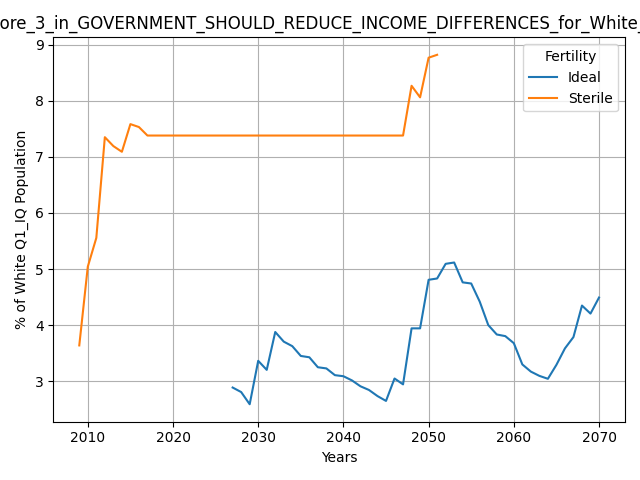 ore_3_in_GOVERNMENT_SHOULD_REDUCE_INCOME_DIFFERENCES_for_White_
Fertility
Ideal
Sterile
% of White Q1_IQ Population
9
8
7
6
5
4
3
2010 2020 2030 2040 2050 2060 2070
Years